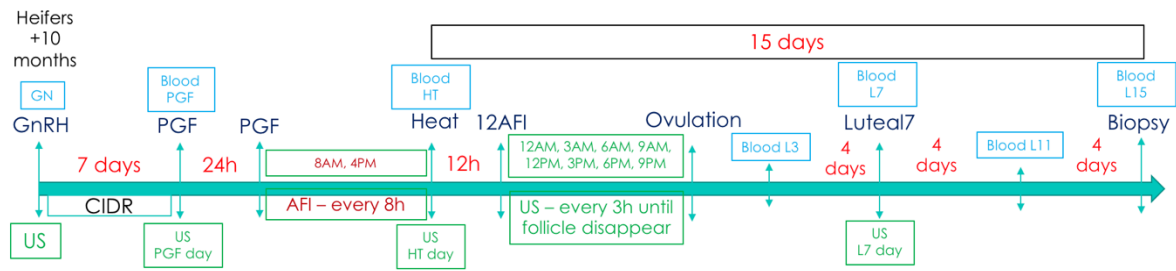 Heifers
+10
months
15 days
GN
Blood
PGF
Blood
HT
Blood
L7
Blood
L15
GnRH
PGF
PGF
Heat
12AFI
Ovulation
Luteal7
Biopsy
7 days
24h
8AM, 4PM
12h
12AM, 3AM, 6AM, 9AM,
12PM, 3PM, 6PM, 9PM
Blood L3
4
days
4
days
Blood L11
4
days
CIDR
AFI – every 8h
US – every 3h until
follicle disappear
US
US
PGF day
US
HT day
US
L7 day